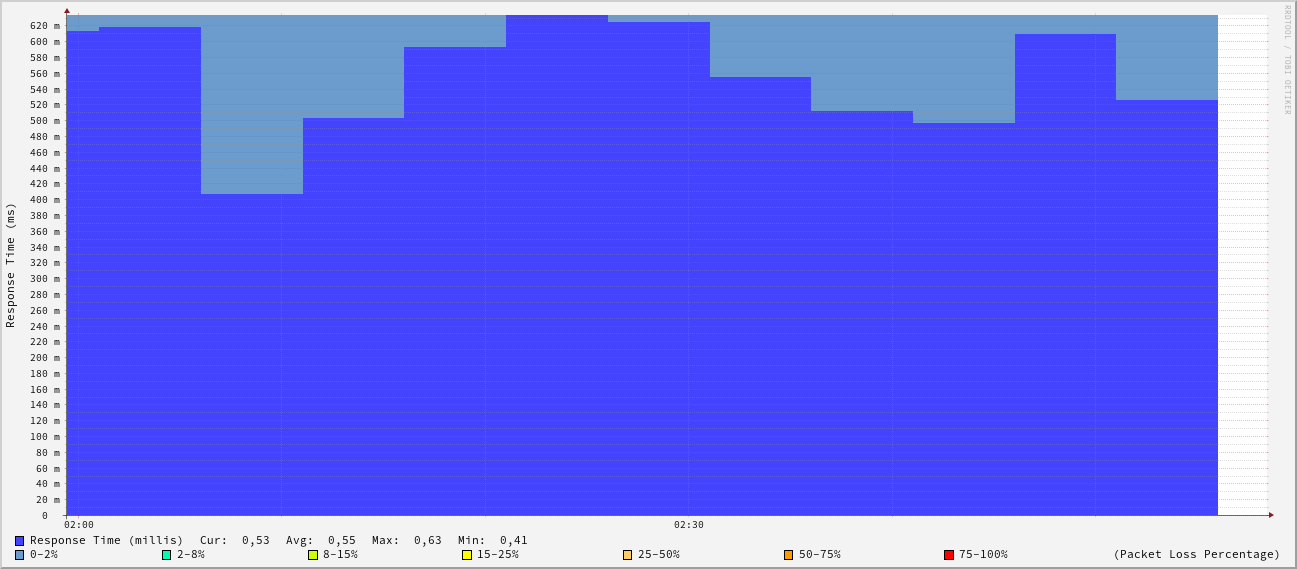 RRDTOOL / TOBI OETIKER
Response Time (ms)
620 m
600 m
580 m
560 m
540 m
520 m
500 m
480 m
460 m
440 m
420 m
400 m
380 m
360 m
340 m
320 m
300 m
280 m
260 m
240 m
220 m
200 m
180 m
160 m
140 m
120 m
100 m
80 m
60 m
40 m
20 m
0
02:00 02:30
Response Time (millis) Cur: 0,53 Avg: 0,55 Max: 0,63 Min: 0,41
0-2% 2-8% 8-15% 15-25% 25-50% 50-75% 75-100% (Packet Loss Percentage)